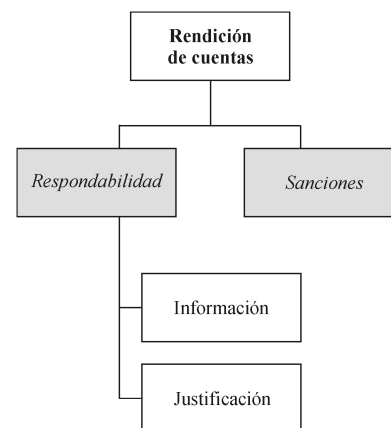 Rendición
de cuentas
Respondabilidad
Sanciones
Información
Justificación